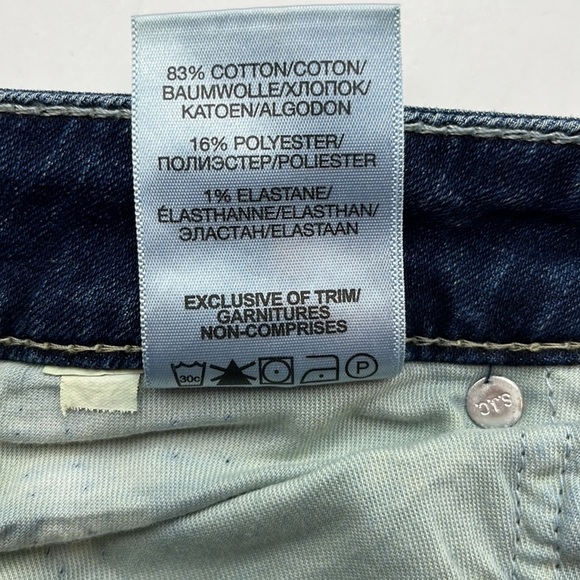 83% COTTON/COTON/
BAUMWOLLE/ХЛОПОК/
KATOEN/ALGODON
16% POLYESTER/
ПОЛИЭСТЕР/POLIESTER
1% ELASTANE/
ÉLASTHANNE/ELASTHAN/
ЭЛАСТАН/ELASTAAN
EXCLUSIVE OF TRIM/
GARNITURES
NON-COMPRISES
30c P
S.I.C.